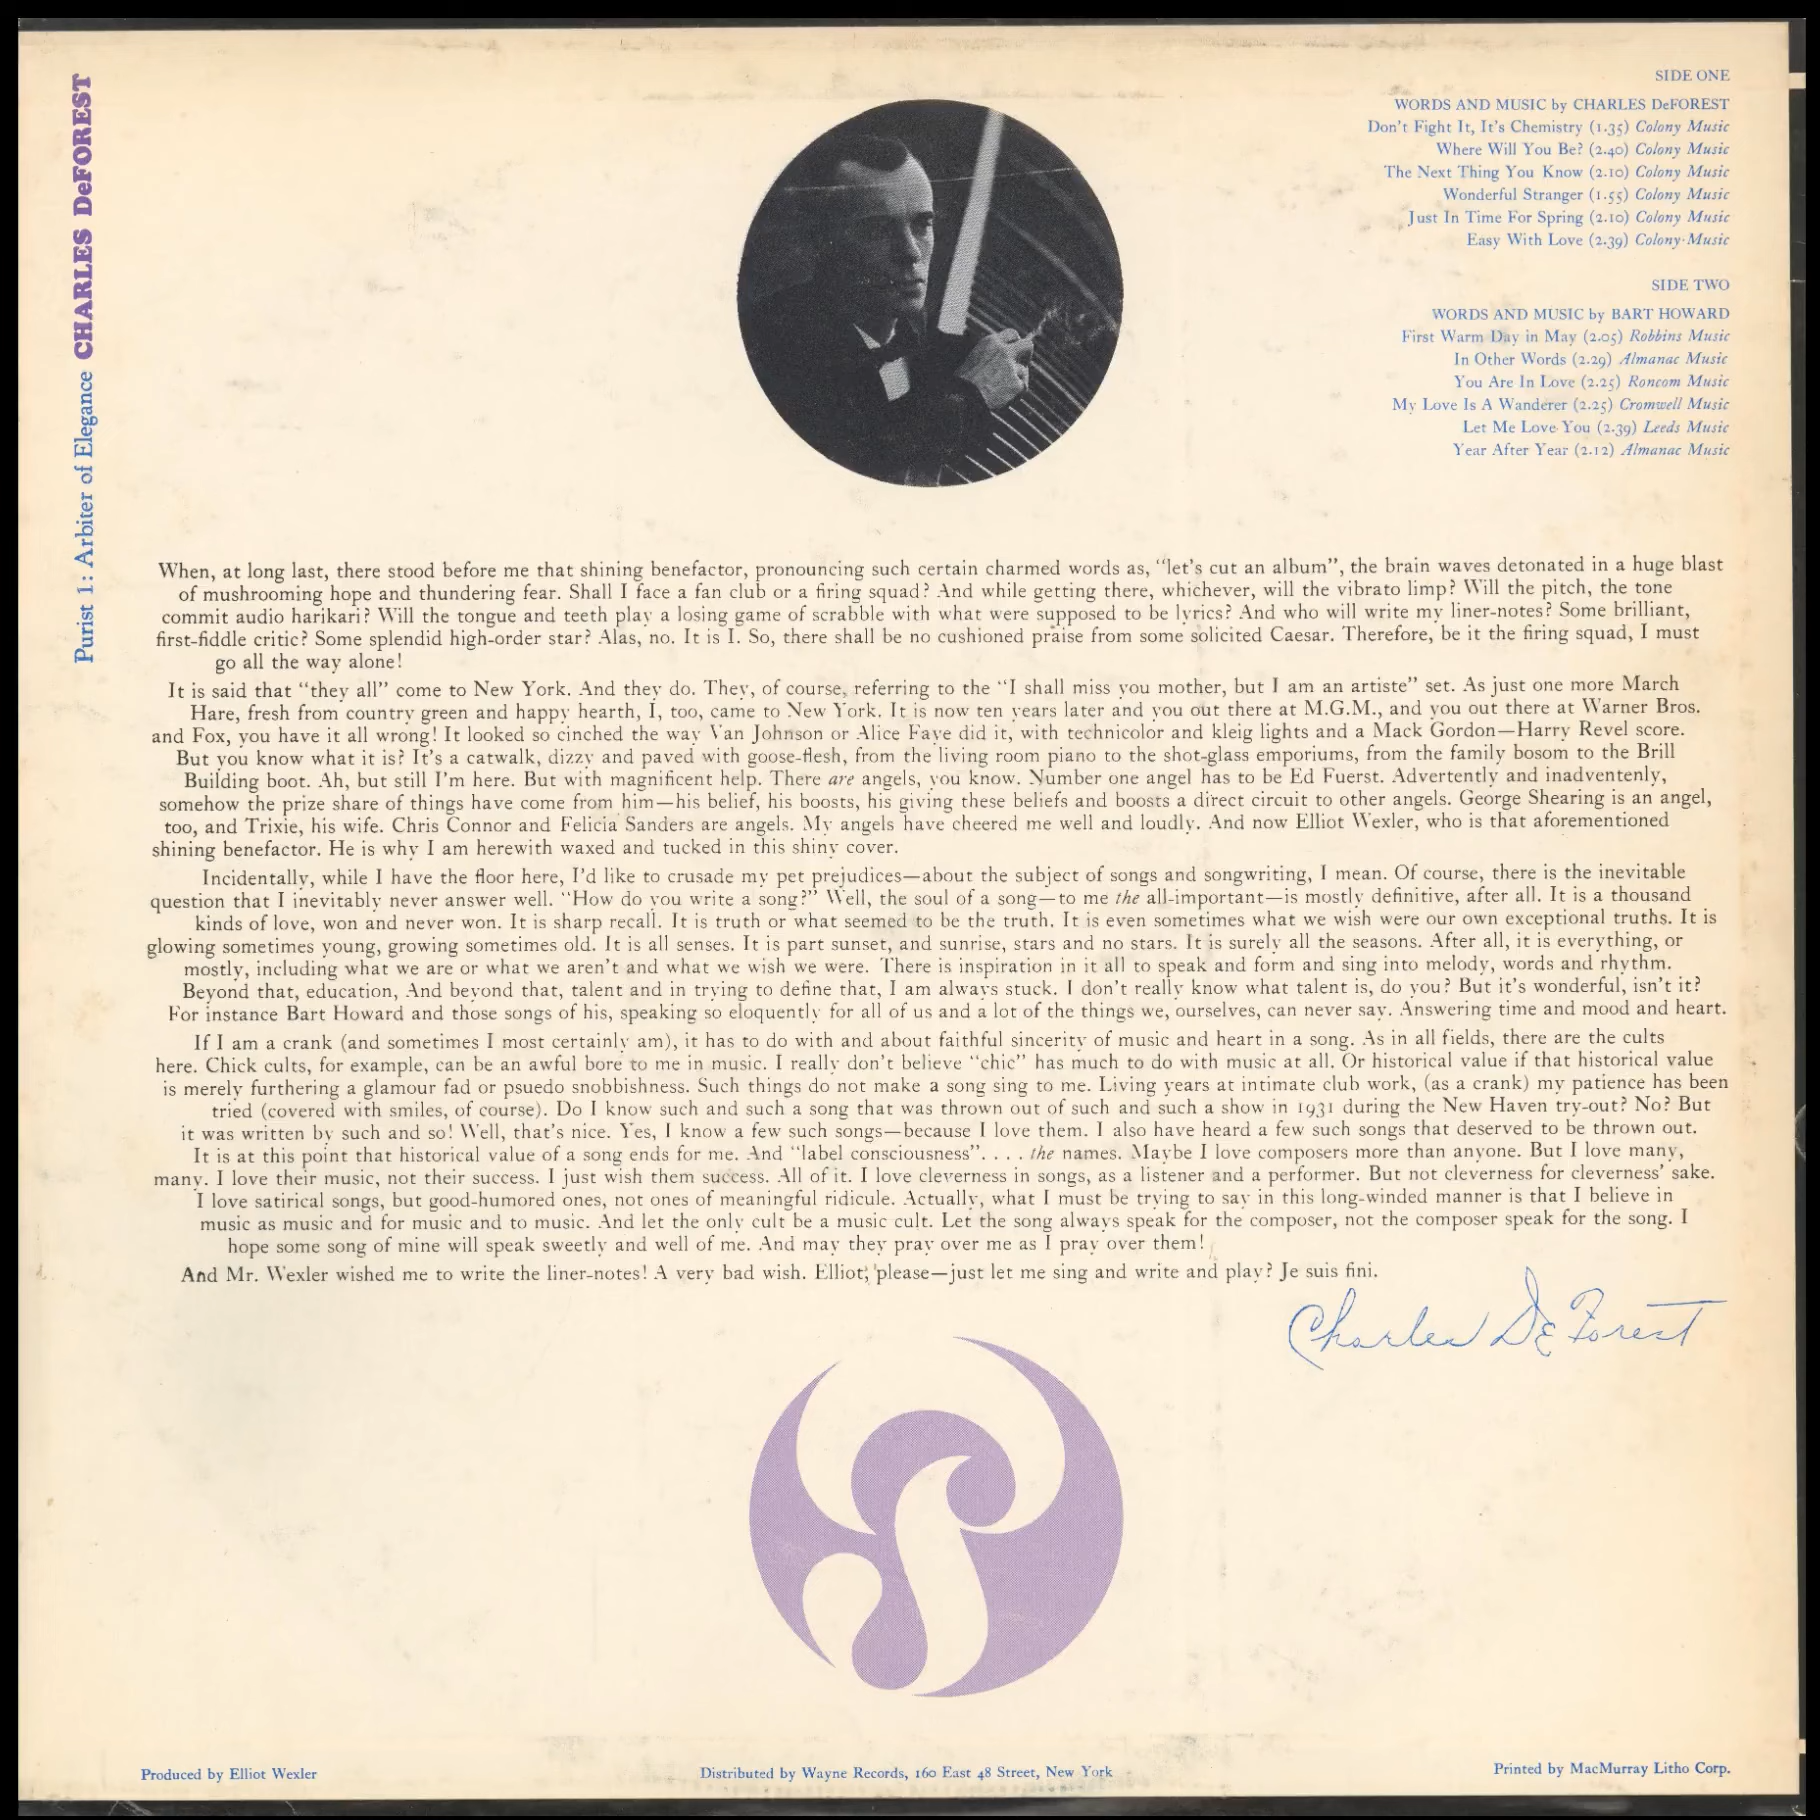 Purist 1: Arbiter of Elegance CHARLES DeFOREST
SIDE ONE
WORDS AND MUSIC by CHARLES DeFOREST
Don't Fight It, It's Chemistry (1.35) Colony Music
Where Will You Be? (2.40) Colony Music
The Next Thing You Know (2.10) Colony Music
Wonderful Stranger (1.55) Colony Music
Just In Time For Spring (2.10) Colony Music
Easy With Love (2.39) Colony Music
SIDE TWO
WORDS AND MUSIC by BART HOWARD
First Warm Day in May (2.05) Robbins Music
In Other Words (2.29) Almanac Music
You Are In Love (2.25) Roncom Music
My Love Is A Wanderer (2.25) Cromwell Music
Let Me Love You (2.39) Leeds Music
Year After Year (2.12) Almanac Music
When, at long last, there stood before me that shining benefactor, pronouncing such certain charmed words as, "let's cut an album", the brain waves detonated in a huge blast
of mushrooming hope and thundering fear. Shall I face a fan club or a firing squad? And while getting there, whichever, will the vibrato limp? Will the pitch, the tone
commit audio harikari? Will the tongue and teeth play a losing game of scrabble with what were supposed to be lyrics? And who will write my liner-notes? Some brilliant,
first-fiddle critic? Some splendid high-order star? Alas, no. It is I. So, there shall be no cushioned praise from some solicited Caesar. Therefore, be it the firing squad, I must
go all the way alone!
It is said that "they all" come to New York. And they do. They, of course, referring to the "I shall miss you mother, but I am an artiste" set. As just one more March
Hare, fresh from country green and happy hearth, I, too, came to New York. It is now ten years later and you out there at M.G.M., and you out there at Warner Bros.
and Fox, you have it all wrong! It looked so cinched the way Van Johnson or Alice Faye did it, with technicolor and kleig lights and a Mack Gordon—Harry Revel score.
But you know what it is? It's a catwalk, dizzy and paved with goose-flesh, from the living room piano to the shot-glass emporiums, from the family bosom to the Brill
Building boot. Ah, but still I'm here. But with magnificent help. There are angels, you know. Number one angel has to be Ed Fuerst. Advertently and inadventenly,
somehow the prize share of things have come from him—his belief, his boosts, his giving these beliefs and boosts a direct circuit to other angels. George Shearing is an angel,
too, and Trixie, his wife. Chris Connor and Felicia Sanders are angels. My angels have cheered me well and loudly. And now Elliot Wexler, who is that aforementioned
shining benefactor. He is why I am herewith waxed and tucked in this shiny cover.
Incidentally, while I have the floor here, I'd like to crusade my pet prejudices—about the subject of songs and songwriting, I mean. Of course, there is the inevitable
question that I inevitably never answer well. "How do you write a song?" Well, the soul of a song—to me the all-important—is mostly definitive, after all. It is a thousand
kinds of love, won and never won. It is sharp recall. It is truth or what seemed to be the truth. It is even sometimes what we wish were our own exceptional truths. It is
glowing sometimes young, growing sometimes old. It is all senses. It is part sunset, and sunrise, stars and no stars. It is surely all the seasons. After all, it is everything, or
mostly, including what we are or what we aren't and what we wish we were. There is inspiration in it all to speak and form and sing into melody, words and rhythm.
Beyond that, education, And beyond that, talent and in trying to define that, I am always stuck. I don't really know what talent is, do you? But it's wonderful, isn't it?
For instance Bart Howard and those songs of his, speaking so eloquently for all of us and a lot of the things we, ourselves, can never say. Answering time and mood and heart.
If I am a crank (and sometimes I most certainly am), it has to do with and about faithful sincerity of music and heart in a song. As in all fields, there are the cults
here. Chick cults, for example, can be an awful bore to me in music. I really don't believe "chic" has much to do with music at all. Or historical value if that historical value
is merely furthering a glamour fad or psuedo snobbishness. Such things do not make a song sing to me. Living years at intimate club work, (as a crank) my patience has been
tried (covered with smiles, of course). Do I know such and such a song that was thrown out of such and such a show in 1931 during the New Haven try-out? No? But
it was written by such and so! Well, that's nice. Yes, I know a few such songs—because I love them. I also have heard a few such songs that deserved to be thrown out.
It is at this point that historical value of a song ends for me. And "label consciousness". . . . the names. Maybe I love composers more than anyone. But I love many,
many. I love their music, not their success. I just wish them success. All of it. I love cleverness in songs, as a listener and a performer. But not cleverness for cleverness' sake.
I love satirical songs, but good-humored ones, not ones of meaningful ridicule. Actually, what I must be trying to say in this long-winded manner is that I believe in
music as music and for music and to music. And let the only cult be a music cult. Let the song always speak for the composer, not the composer speak for the song. I
hope some song of mine will speak sweetly and well of me. And may they pray over me as I pray over them!
And Mr. Wexler wished me to write the liner-notes! A very bad wish. Elliot, please—just let me sing and write and play? Je suis fini.
Charles DeForest
Produced by Elliot Wexler
Distributed by Wayne Records, 160 East 48 Street, New York
Printed by MacMurray Litho Corp.